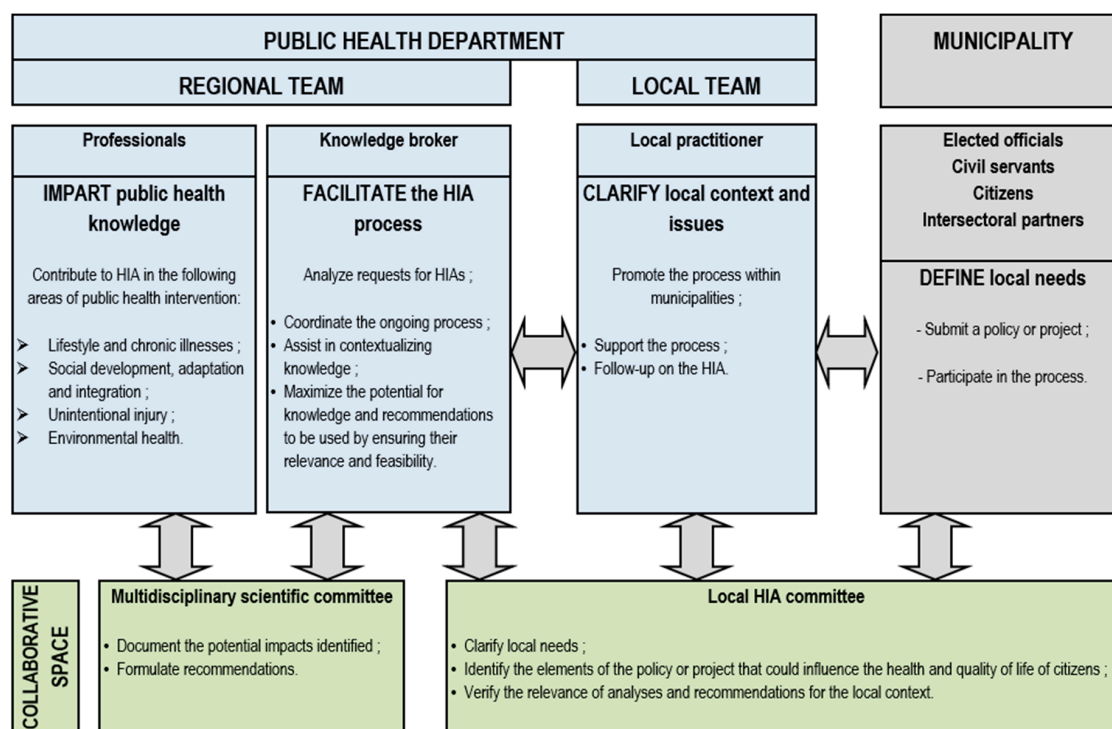 PUBLIC HEALTH DEPARTMENT
MUNICIPALITY
REGIONAL TEAM
LOCAL TEAM
Professionals
IMPART public health
knowledge
Contribute to HIA in the following
areas of public health intervention:
➢ Lifestyle and chronic illnesses ;
➢ Social development, adaptation
and integration ;
➢ Unintentional injury ;
➢ Environmental health.
Knowledge broker
FACILITATE the HIA
process
Analyze requests for HIAs ;
• Coordinate the ongoing process ;
• Assist in contextualizing
knowledge ;
• Maximize the potential for
knowledge and recommendations
to be used by ensuring their
relevance and feasibility.
Local practitioner
CLARIFY local context and
issues
Promote the process within
municipalities ;
• Support the process ;
• Follow-up on the HIA.
Elected officials
Civil servants
Citizens
Intersectoral partners
DEFINE local needs
- Submit a policy or project ;
- Participate in the process.
COLLABORATIVE
SPACE
Multidisciplinary scientific committee
• Document the potential impacts identified ;
• Formulate recommendations.
Local HIA committee
• Clarify local needs ;
• Identify the elements of the policy or project that could influence the health and quality of life of citizens ;
• Verify the relevance of analyses and recommendations for the local context.